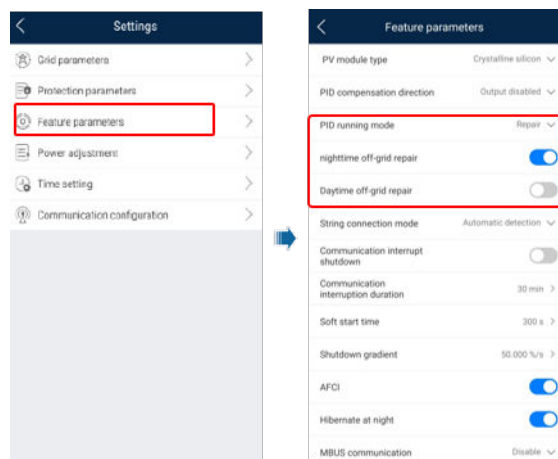 Settings
Grid parameters
Protection parameters
Feature parameters
Power adjustment
Time setting
Communication configuration
Feature parameters
PV module type Crystalline silicon
PID compensation direction Output disabled
PID running mode Repair
nighttime off-grid repair
Daytime off-grid repair
String connection mode Automatic detection
Communication interrupt
shutdown
Communication
interruption duration 30 min
Soft start time 300 s
Shutdown gradient 50.000 %/s
AFCI
Hibernate at night
MBUS communication Disable